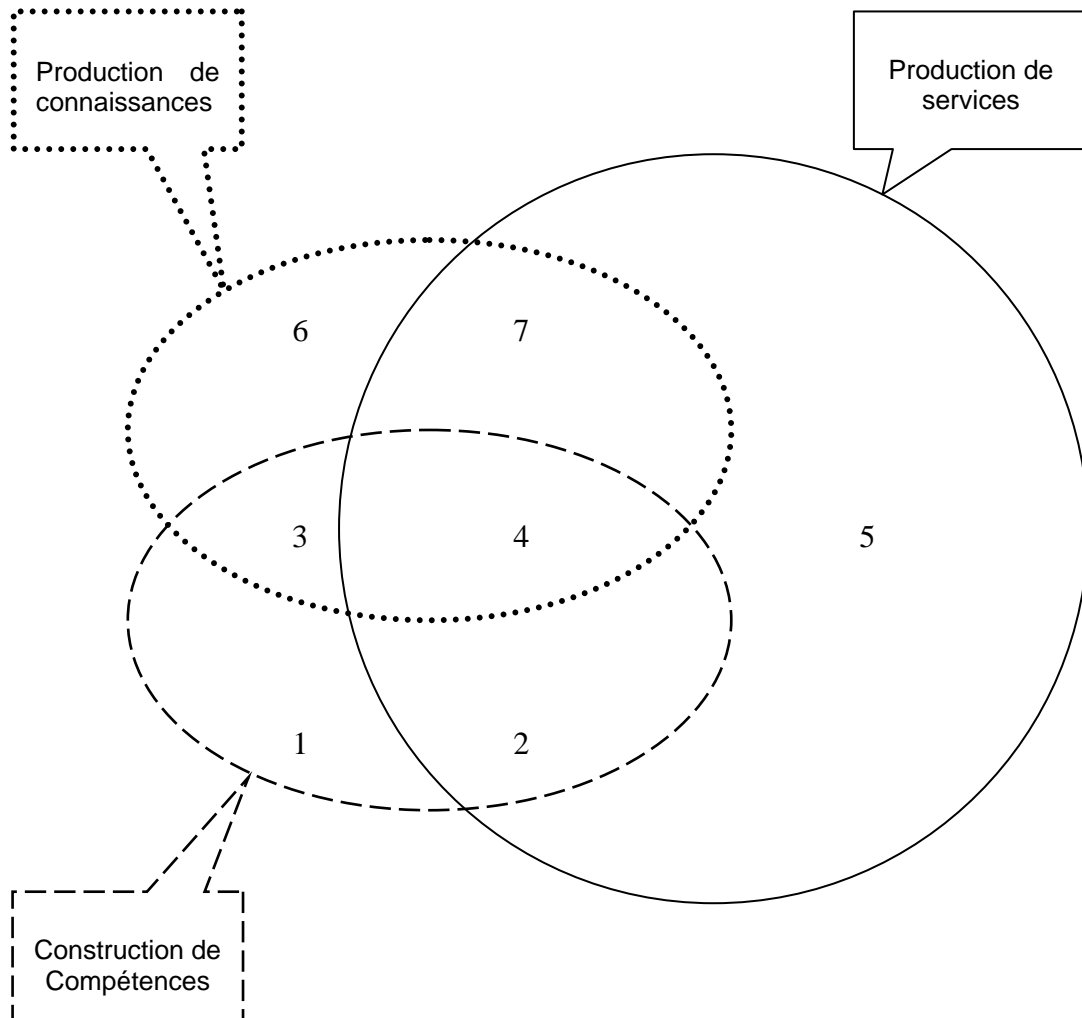 Production de
connaissances
Production de
services
6
7
3
4
5
1
2
Construction de
Compétences